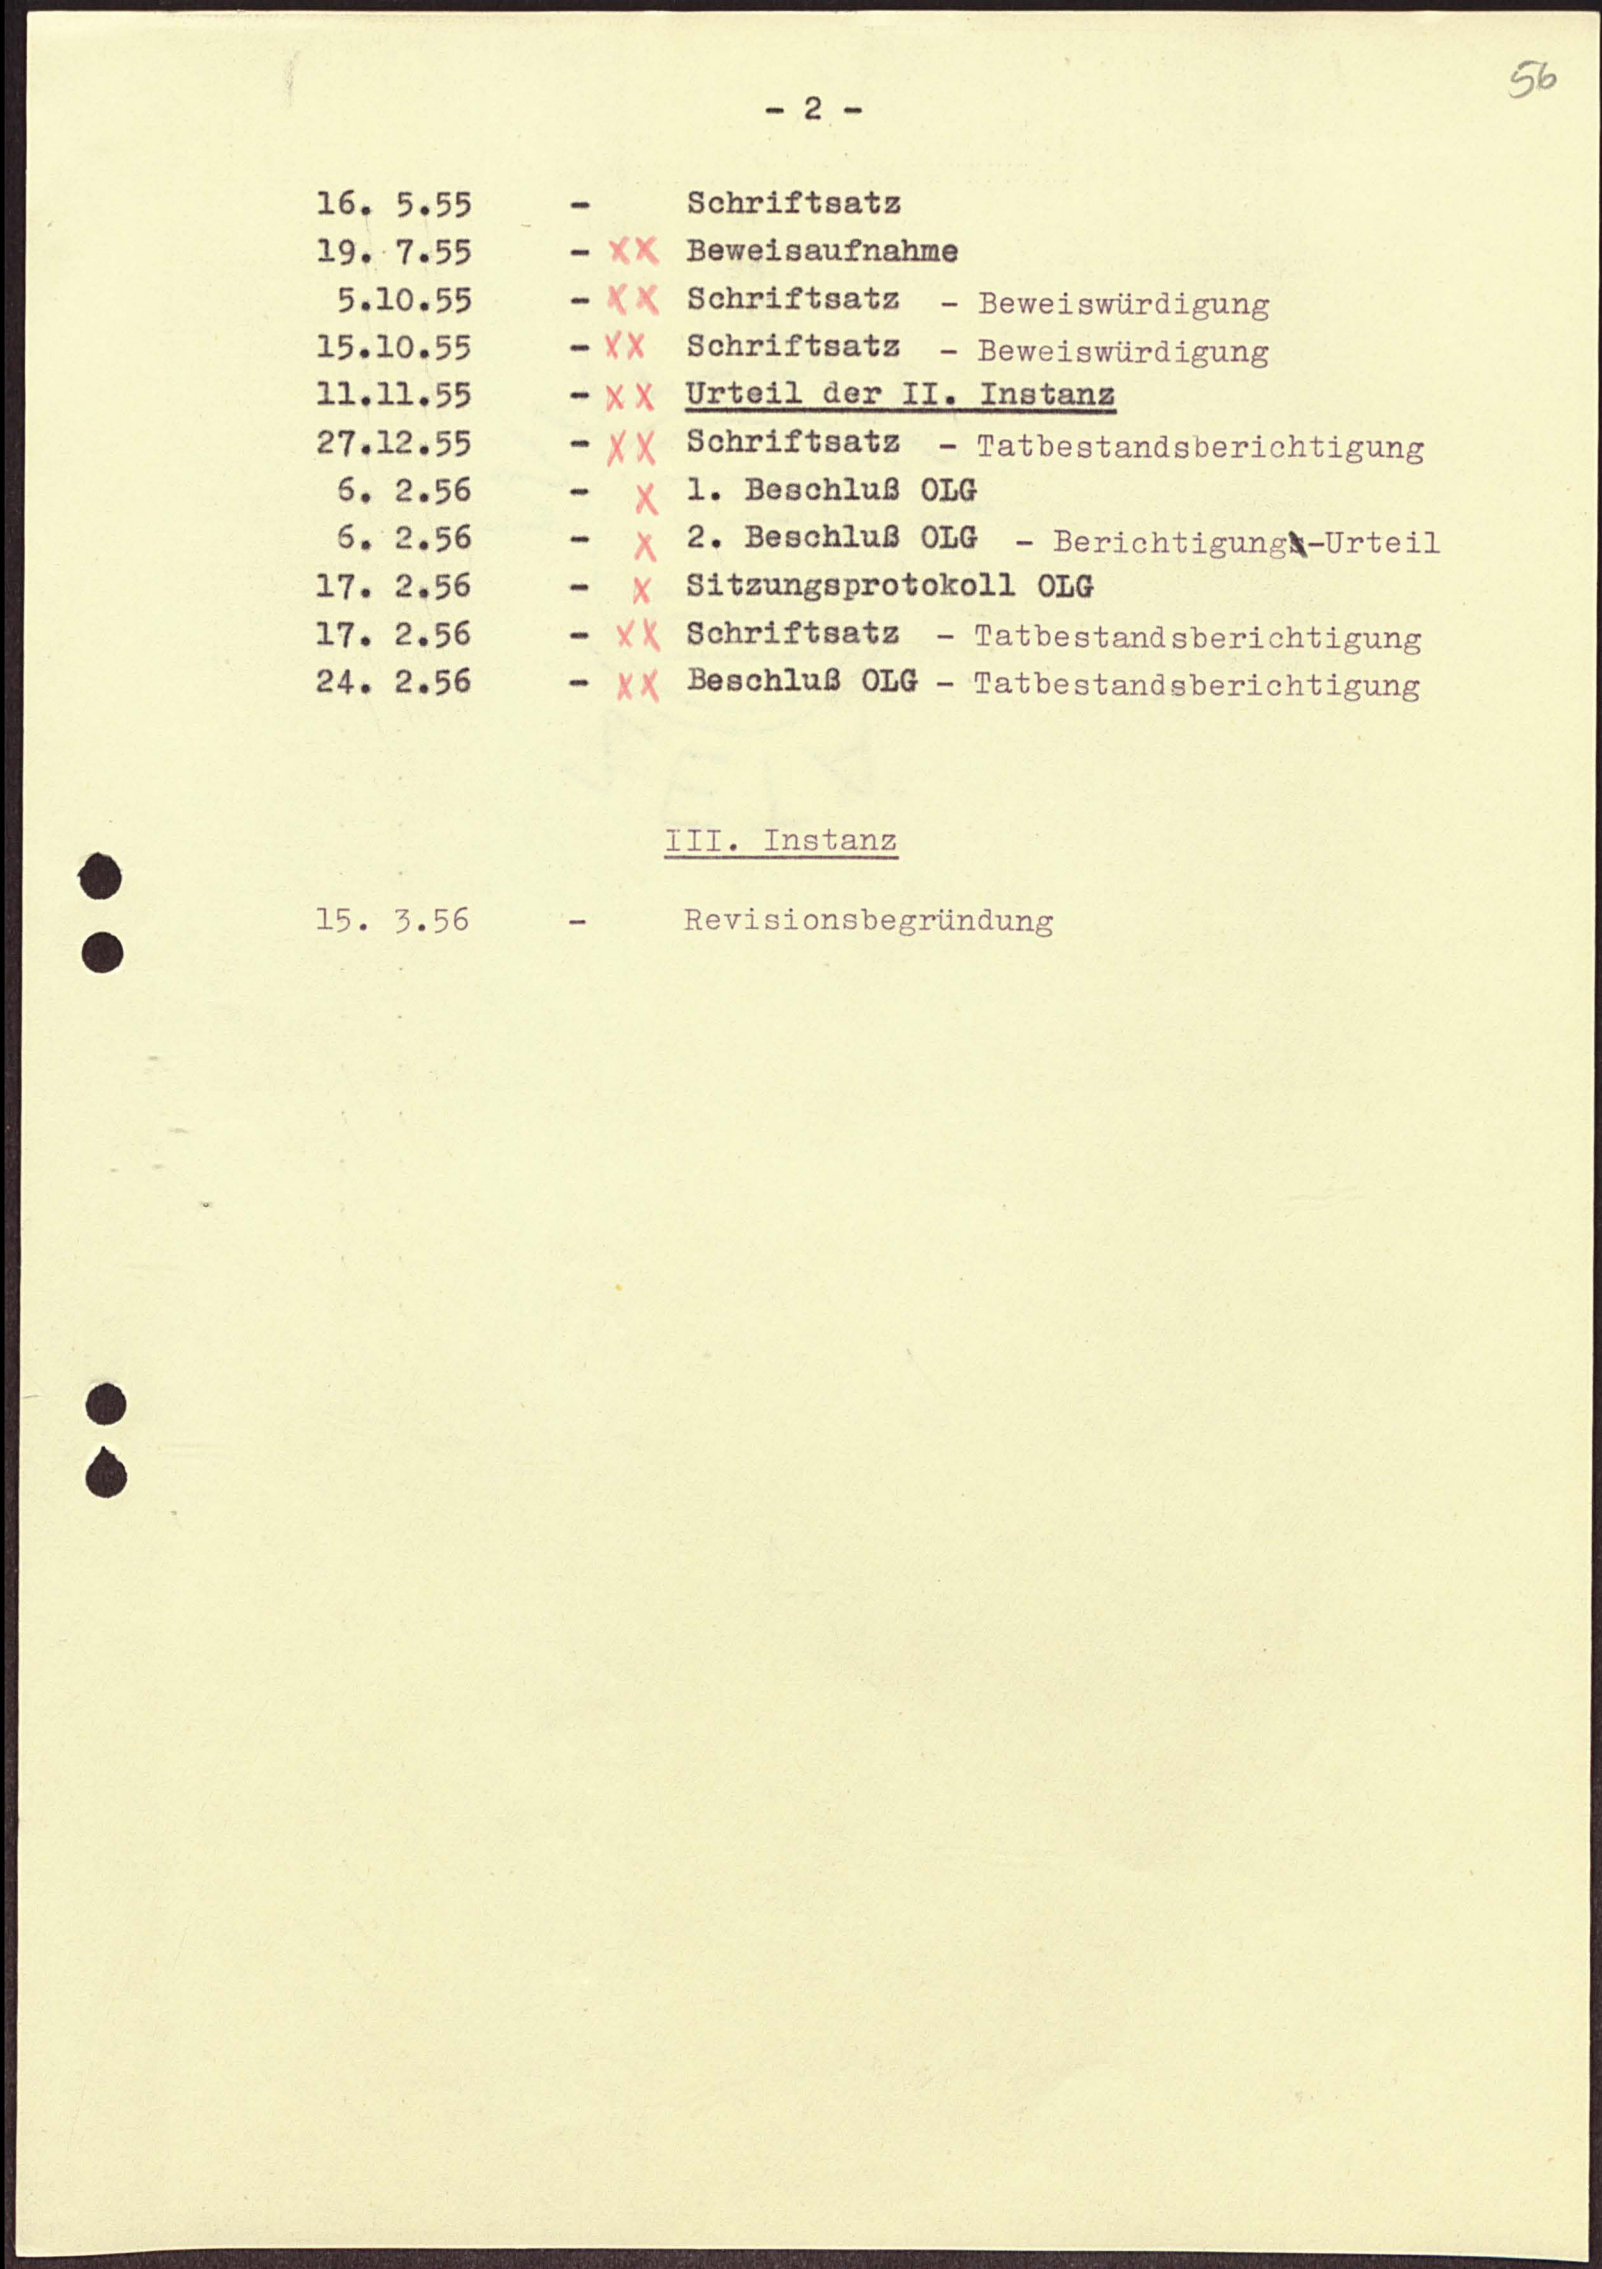 56
- 2 -
16. 5.55 - Schriftsatz
19. 7.55 - XX Beweisaufnahme
5.10.55 - XX Schriftsatz - Beweiswürdigung
15.10.55 - XX Schriftsatz - Beweiswürdigung
11.11.55 - XX Urteil der II. Instanz
27.12.55 - XX Schriftsatz - Tatbestandsberichtigung
6. 2.56 - X 1. Beschluß OLG
6. 2.56 - X 2. Beschluß OLG - Berichtigungs-Urteil
17. 2.56 - X Sitzungsprotokoll OLG
17. 2.56 - XX Schriftsatz - Tatbestandsberichtigung
24. 2.56 - XX Beschluß OLG - Tatbestandsberichtigung
III. Instanz
15. 3.56 - Revisionsbegründung